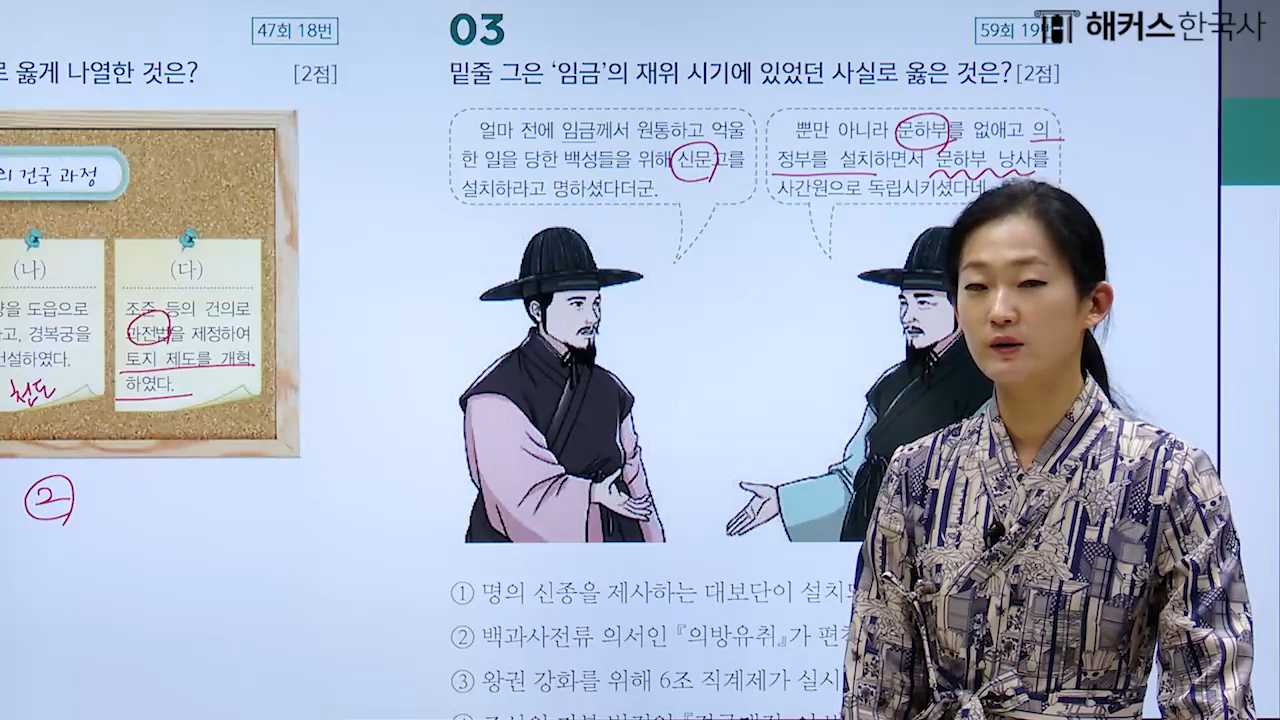 47회 18번
로 옳게 나열한 것은? [2점]
의 건국 과정
(나)
양을 도읍으로
고, 경복궁을
건설하였다.
천도
(다)
조준 등의 건의로
과전법을 제정하여
토지 제도를 개혁
하였다.
②
03
59회 19번
해커스한국사
밑줄 그은 ‘임금’의 재위 시기에 있었던 사실로 옳은 것은? [2점]
얼마 전에 임금께서 원통하고 억울
한 일을 당한 백성들을 위해 신문고를
설치하라고 명하셨다더군.
뿐만 아니라 문하부를 없애고 의
정부를 설치하면서 문하부 낭사를
사간원으로 독립시키셨다네
① 명의 신종을 제사하는 대보단이 설치
② 백과사전류 의서인 『의방유취』가 편
③ 왕권 강화를 위해 6조 직계제가 실시